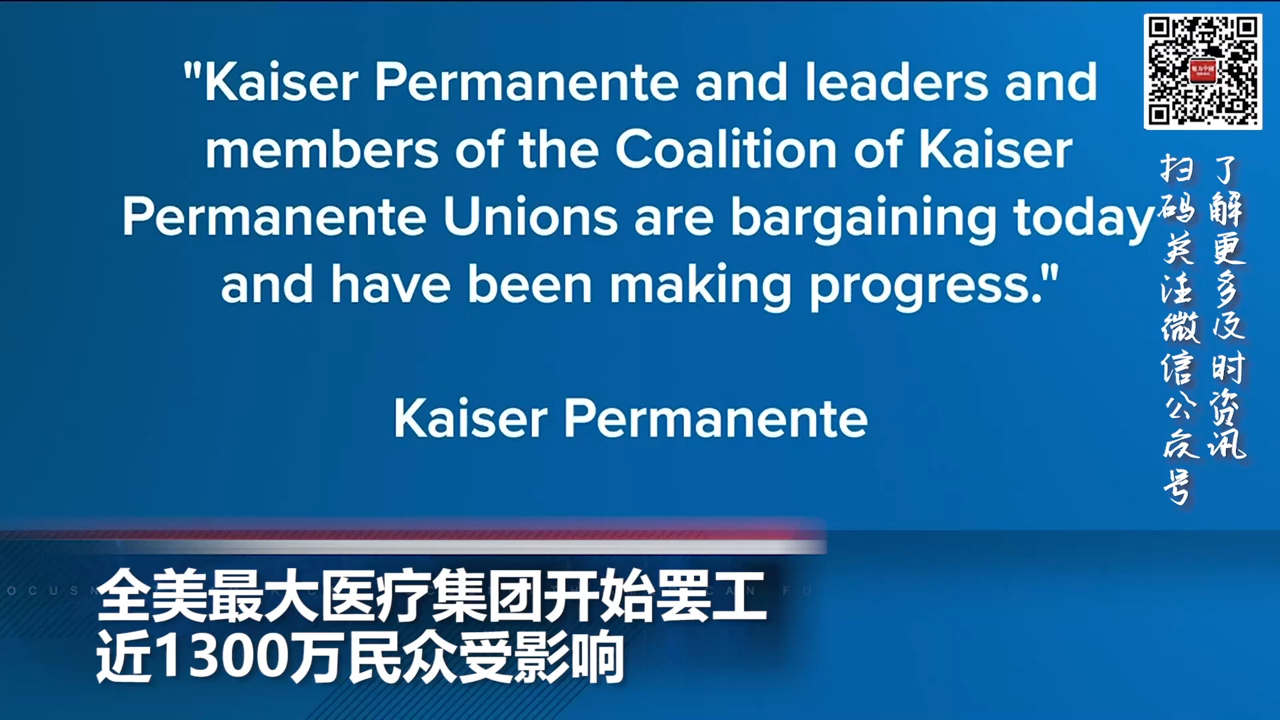 "Kaiser Permanente and leaders and
members of the Coalition of Kaiser
Permanente Unions are bargaining today
and have been making progress."
Kaiser Permanente
了解更多及时资讯
扫码关注微信公众号
全美最大医疗集团开始罢工
近1300万民众受影响